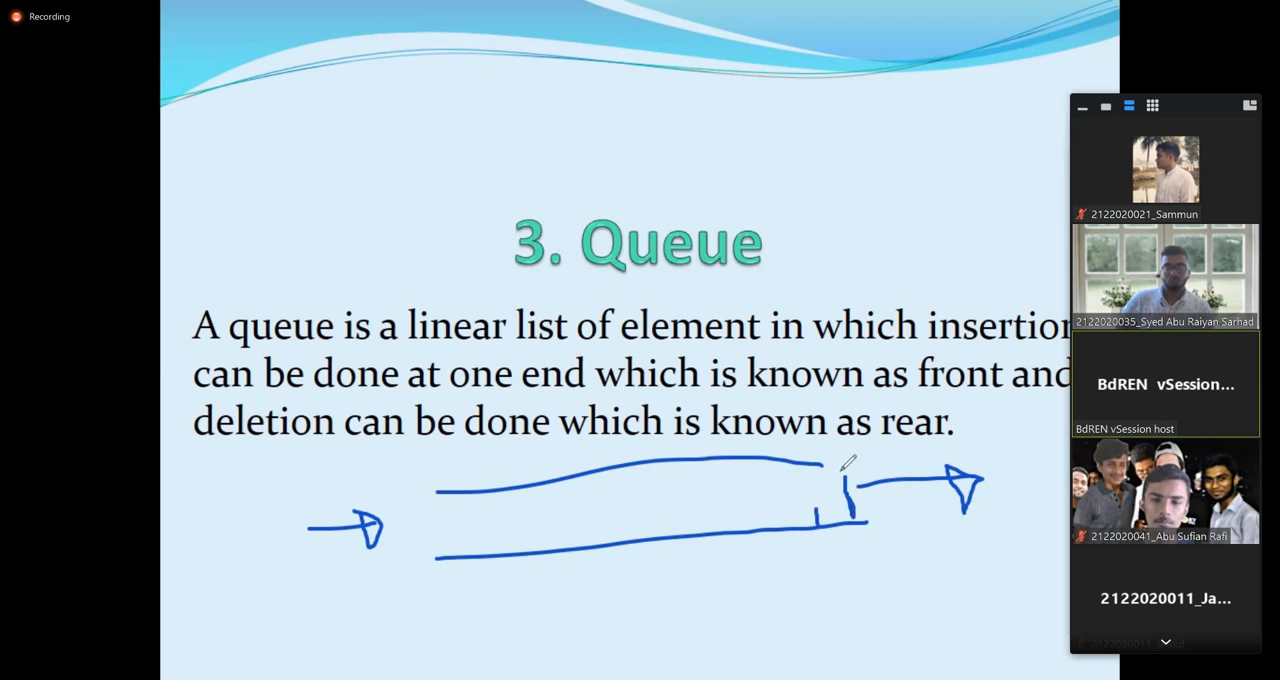 Recording
3. Queue
A queue is a linear list of element in which insertion
can be done at one end which is known as front and
deletion can be done which is known as rear.
2122020021_Sammun
2122020035_Syed Abu Raiyan Sarhad
BdREN vSession...
BdREN vSession host
2122020041_Abu Sufian Rafi
2122020011_Ja...